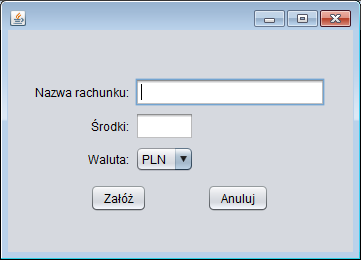 Nazwa rachunku:
Środki:
Waluta: PLN
Załóż Anuluj